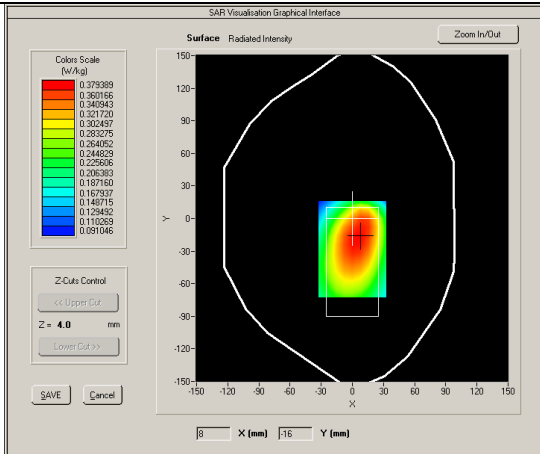 SAR Visualisation Graphical Interface
Surface Radiated Intensity
Zoom In/Out
Colors Scale
(W/kg)
0.379389
0.360166
0.340943
0.321720
0.302497
0.283275
0.264052
0.244829
0.225606
0.206383
0.187160
0.167937
0.148715
0.129492
0.110269
0.091046
Z-Cuts Control
<< Upper Cut
Z = 4.0 mm
Lower Cut >>
SAVE Cancel
150
120
90
60
30
0
-30
-60
-90
-120
-150
Y
-150 -120 -90 -60 -30 0 30 60 90 120 150
X
8 X (mm) -16 Y (mm)